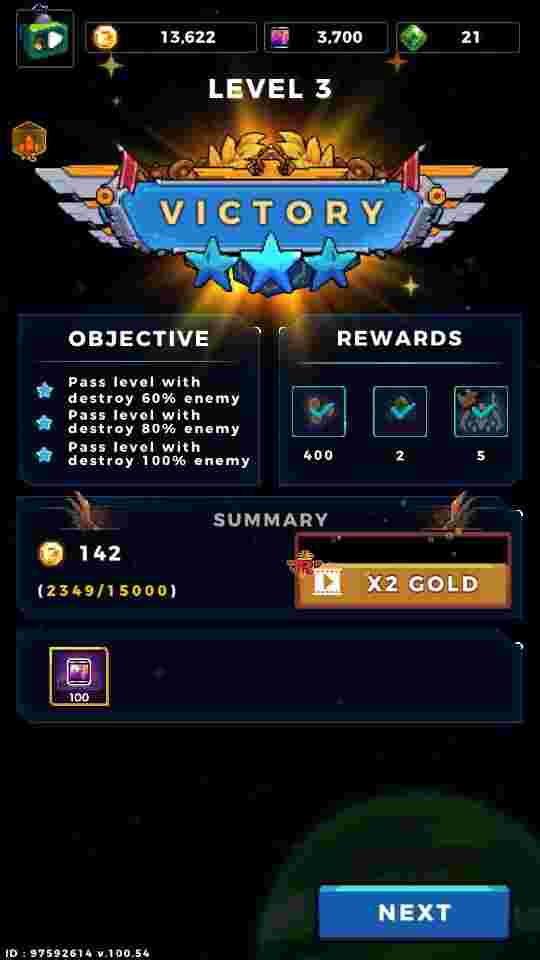 13,622
3,700
21
LEVEL 3
VICTORY
OBJECTIVE
Pass level with
destroy 60% enemy
Pass level with
destroy 80% enemy
Pass level with
destroy 100% enemy
REWARDS
400
2
5
SUMMARY
142
(2349/15000)
X2 GOLD
100
NEXT
ID : 97592614 v.100.54